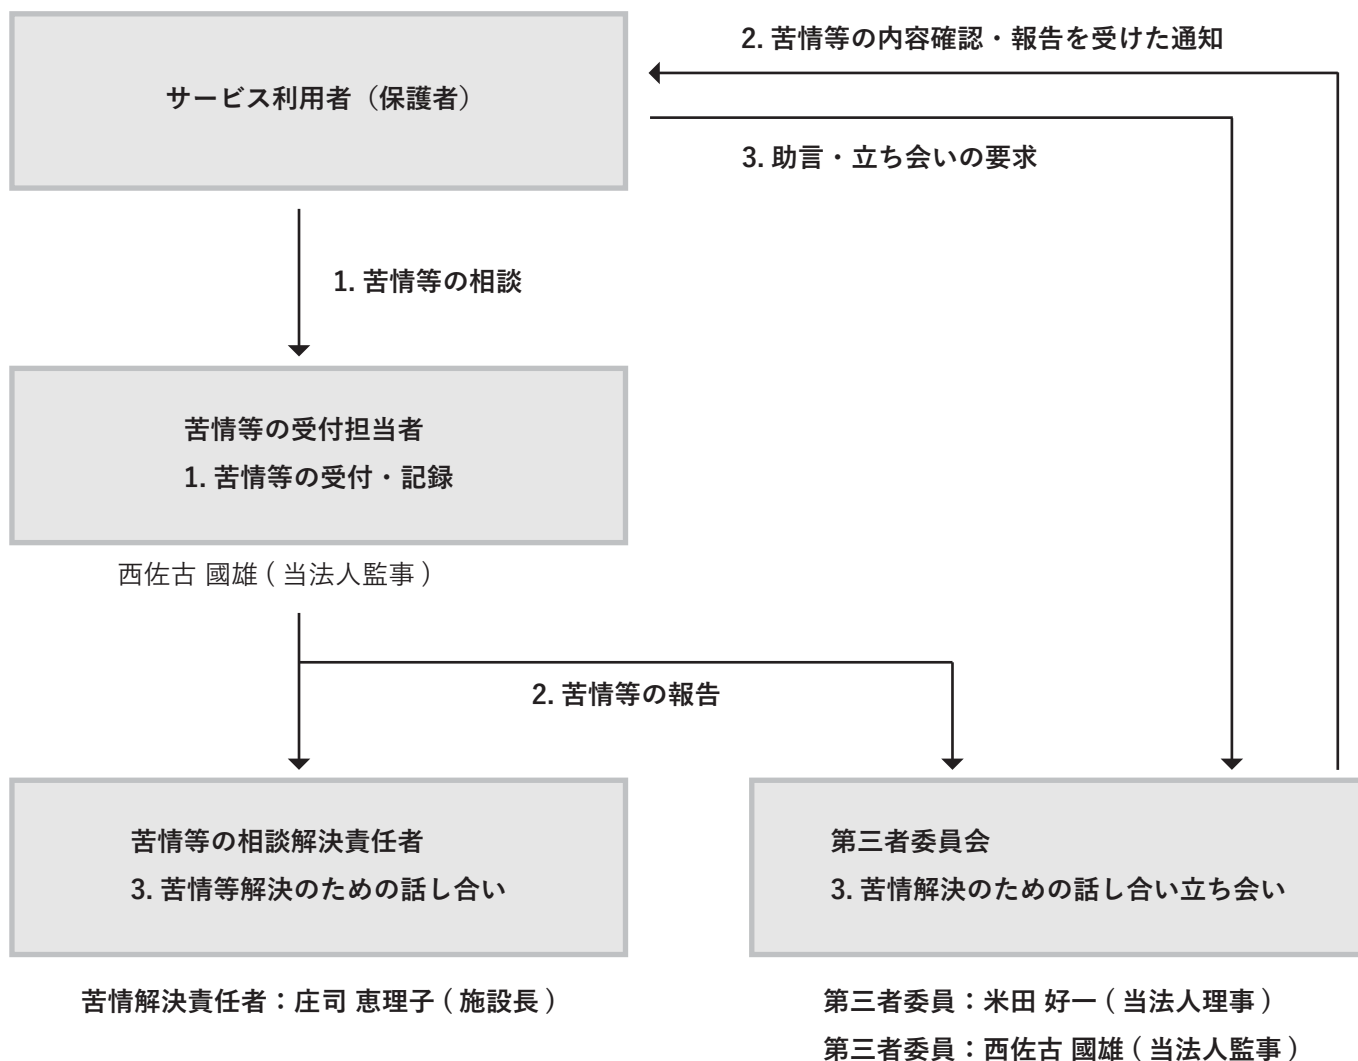 2. 苦情等の内容確認・報告を受けた通知
サービス利用者（保護者）
3. 助言・立ち会いの要求
1. 苦情等の相談
苦情等の受付担当者
1. 苦情等の受付・記録
西佐古 國雄 ( 当法人監事 )
2. 苦情等の報告
苦情等の相談解決責任者
3. 苦情等解決のための話し合い
第三者委員会
3. 苦情解決のための話し合い立ち会い
苦情解決責任者：庄司 恵理子 ( 施設長 )
第三者委員：米田 好一 ( 当法人理事 )
第三者委員：西佐古 國雄 ( 当法人監事 )